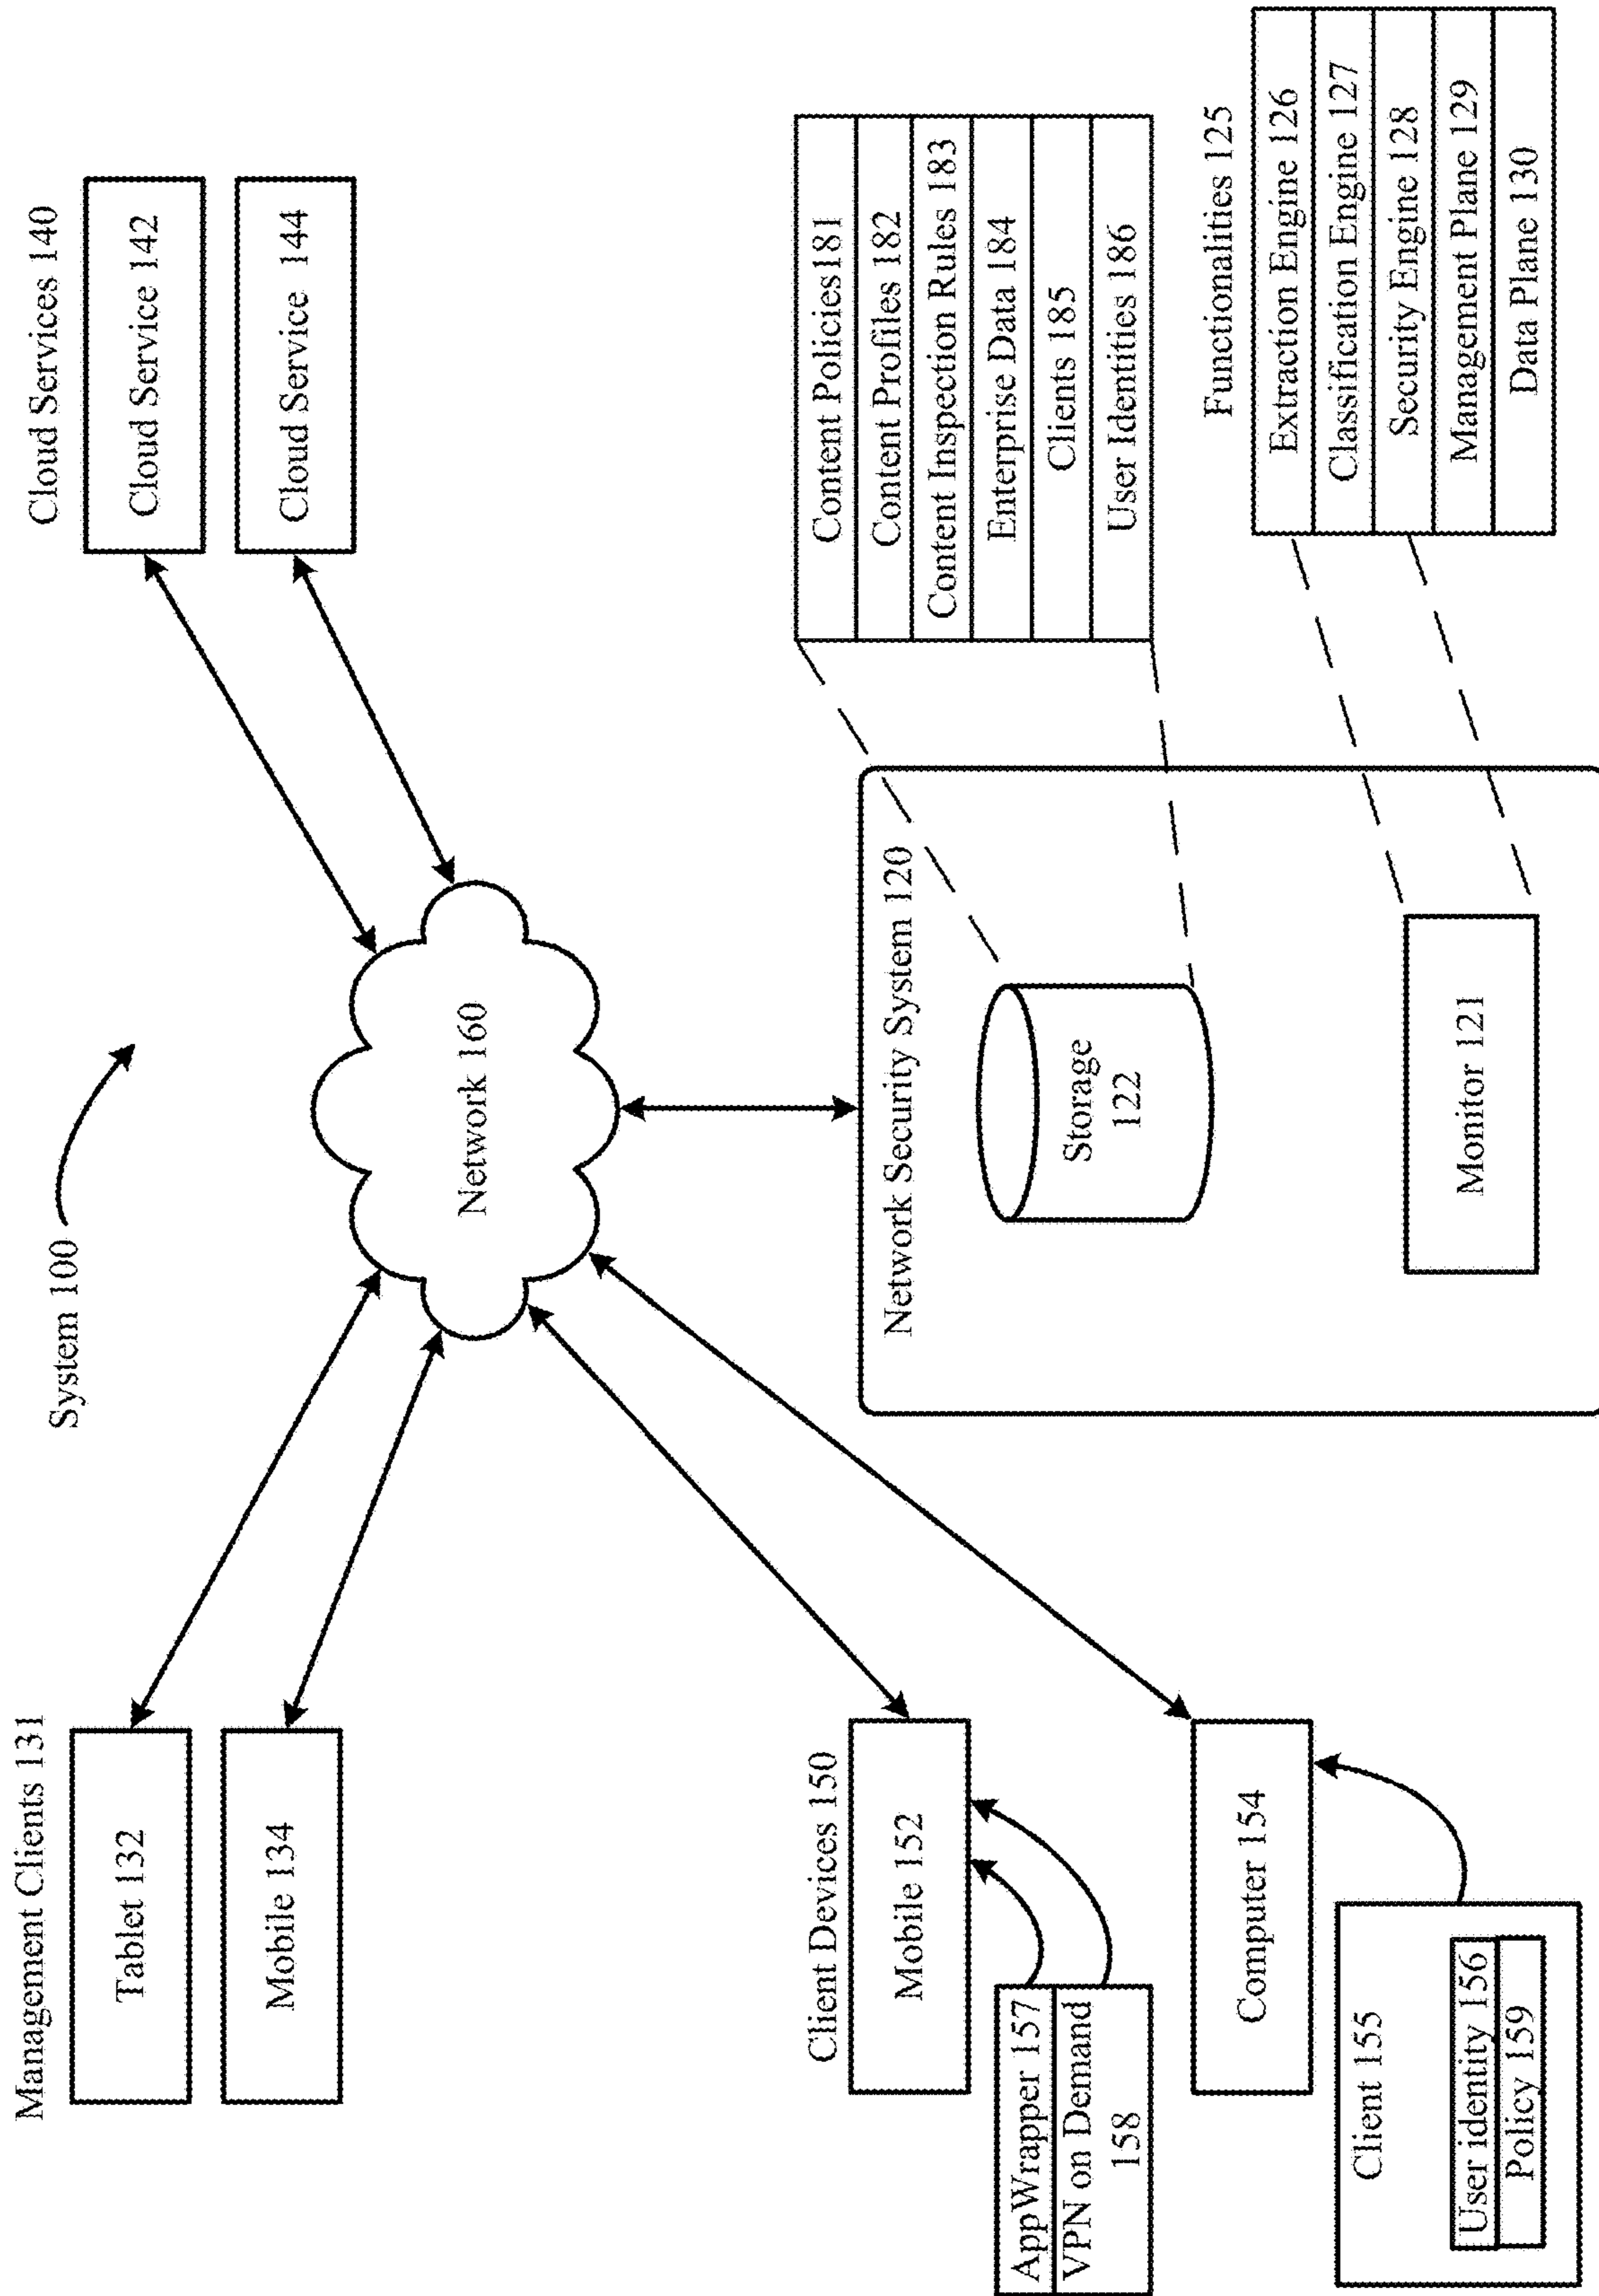 System 100
Management Clients 131
Tablet 132
Mobile 134
Cloud Services 140
Cloud Service 142
Cloud Service 144
Network 160
Client Devices 150
Mobile 152
AppWrapper 157
VPN on Demand
158
Computer 154
Client 155
User identity 156
Policy 159
Network Security System 120
Storage
122
Monitor 121
Content Policies181
Content Profiles 182
Content Inspection Rules 183
Enterprise Data 184
Clients 185
User Identities 186
Functionalities 125
Extraction Engine 126
Classification Engine 127
Security Engine 128
Management Plane 129
Data Plane 130